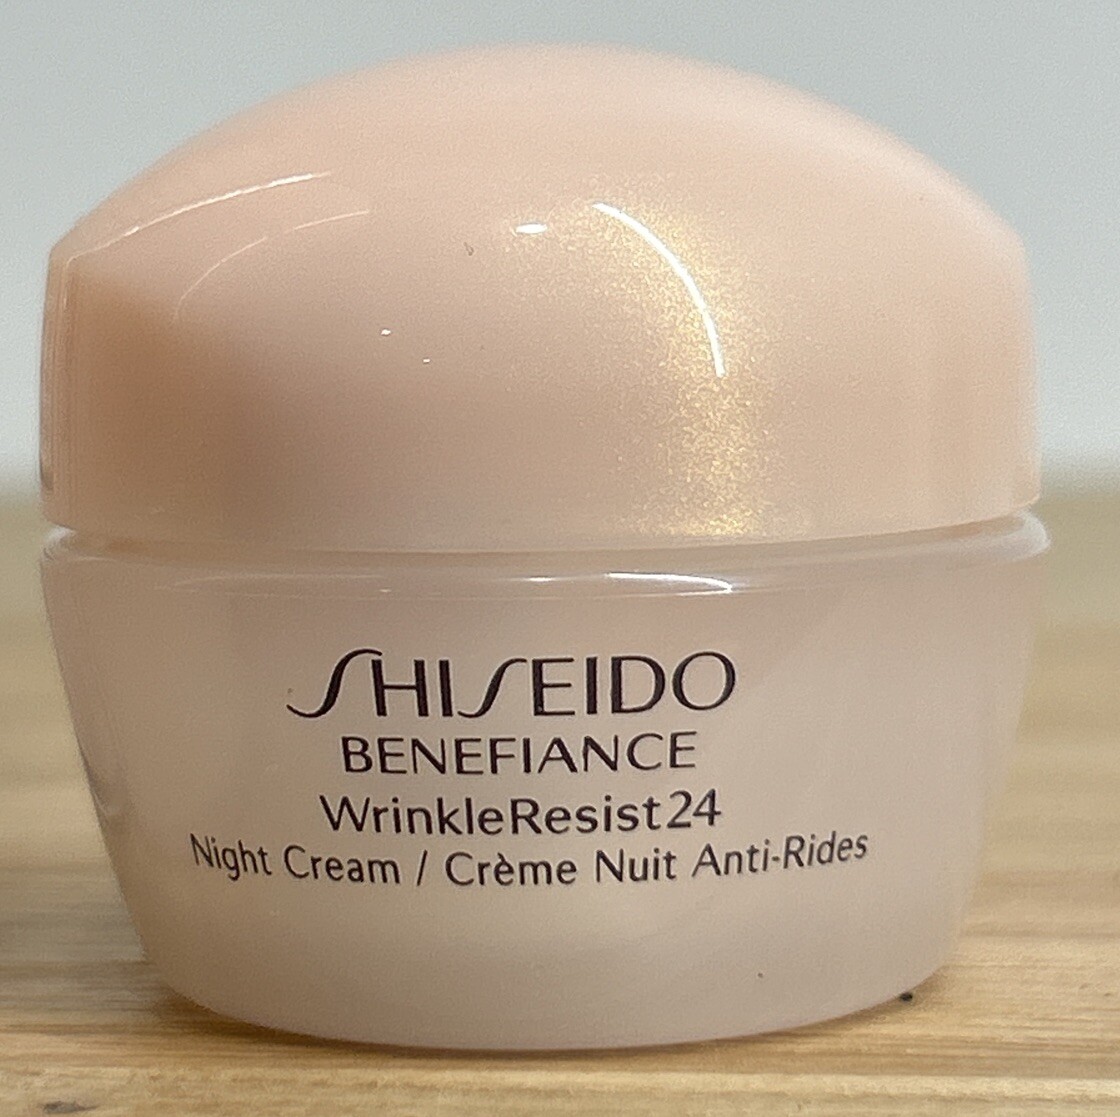 SHISEIDO
BENEFIANCE
WrinkleResist24
Night Cream / Crème Nuit Anti-Rides